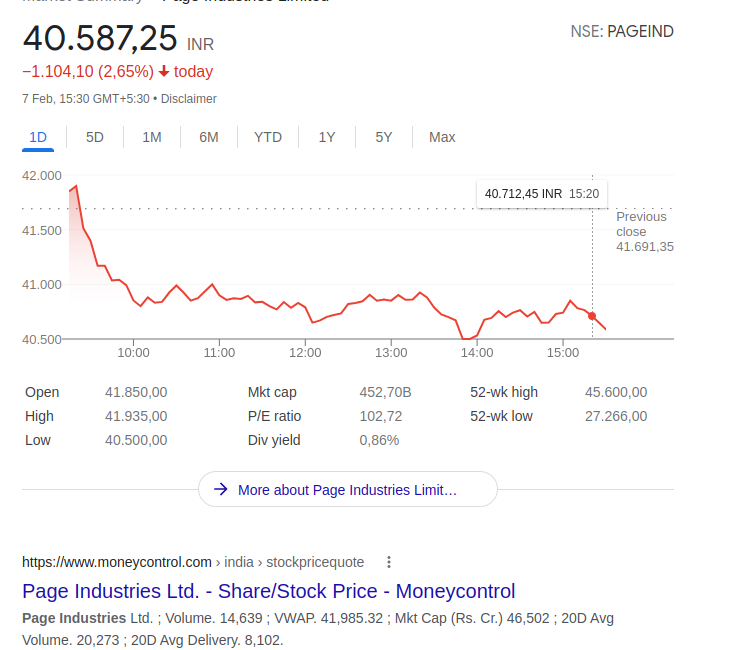 Market Summary > Page Industries Limited
40.587,25 INR
NSE: PAGEIND
−1.104,10 (2,65%) ↓ today
7 Feb, 15:30 GMT+5:30 • Disclaimer
1D 5D 1M 6M YTD 1Y 5Y Max
42.000
41.500
41.000
40.500
40.712,45 INR 15:20
Previous
close
41.691,35
10:00 11:00 12:00 13:00 14:00 15:00
Open 41.850,00 Mkt cap 452,70B 52-wk high 45.600,00
High 41.935,00 P/E ratio 102,72 52-wk low 27.266,00
Low 40.500,00 Div yield 0,86%
→ More about Page Industries Limit…
https://www.moneycontrol.com › india › stockpricequote
Page Industries Ltd. - Share/Stock Price - Moneycontrol
Page Industries Ltd. ; Volume. 14,639 ; VWAP. 41,985.32 ; Mkt Cap (Rs. Cr.) 46,502 ; 20D Avg
Volume. 20,273 ; 20D Avg Delivery. 8,102.